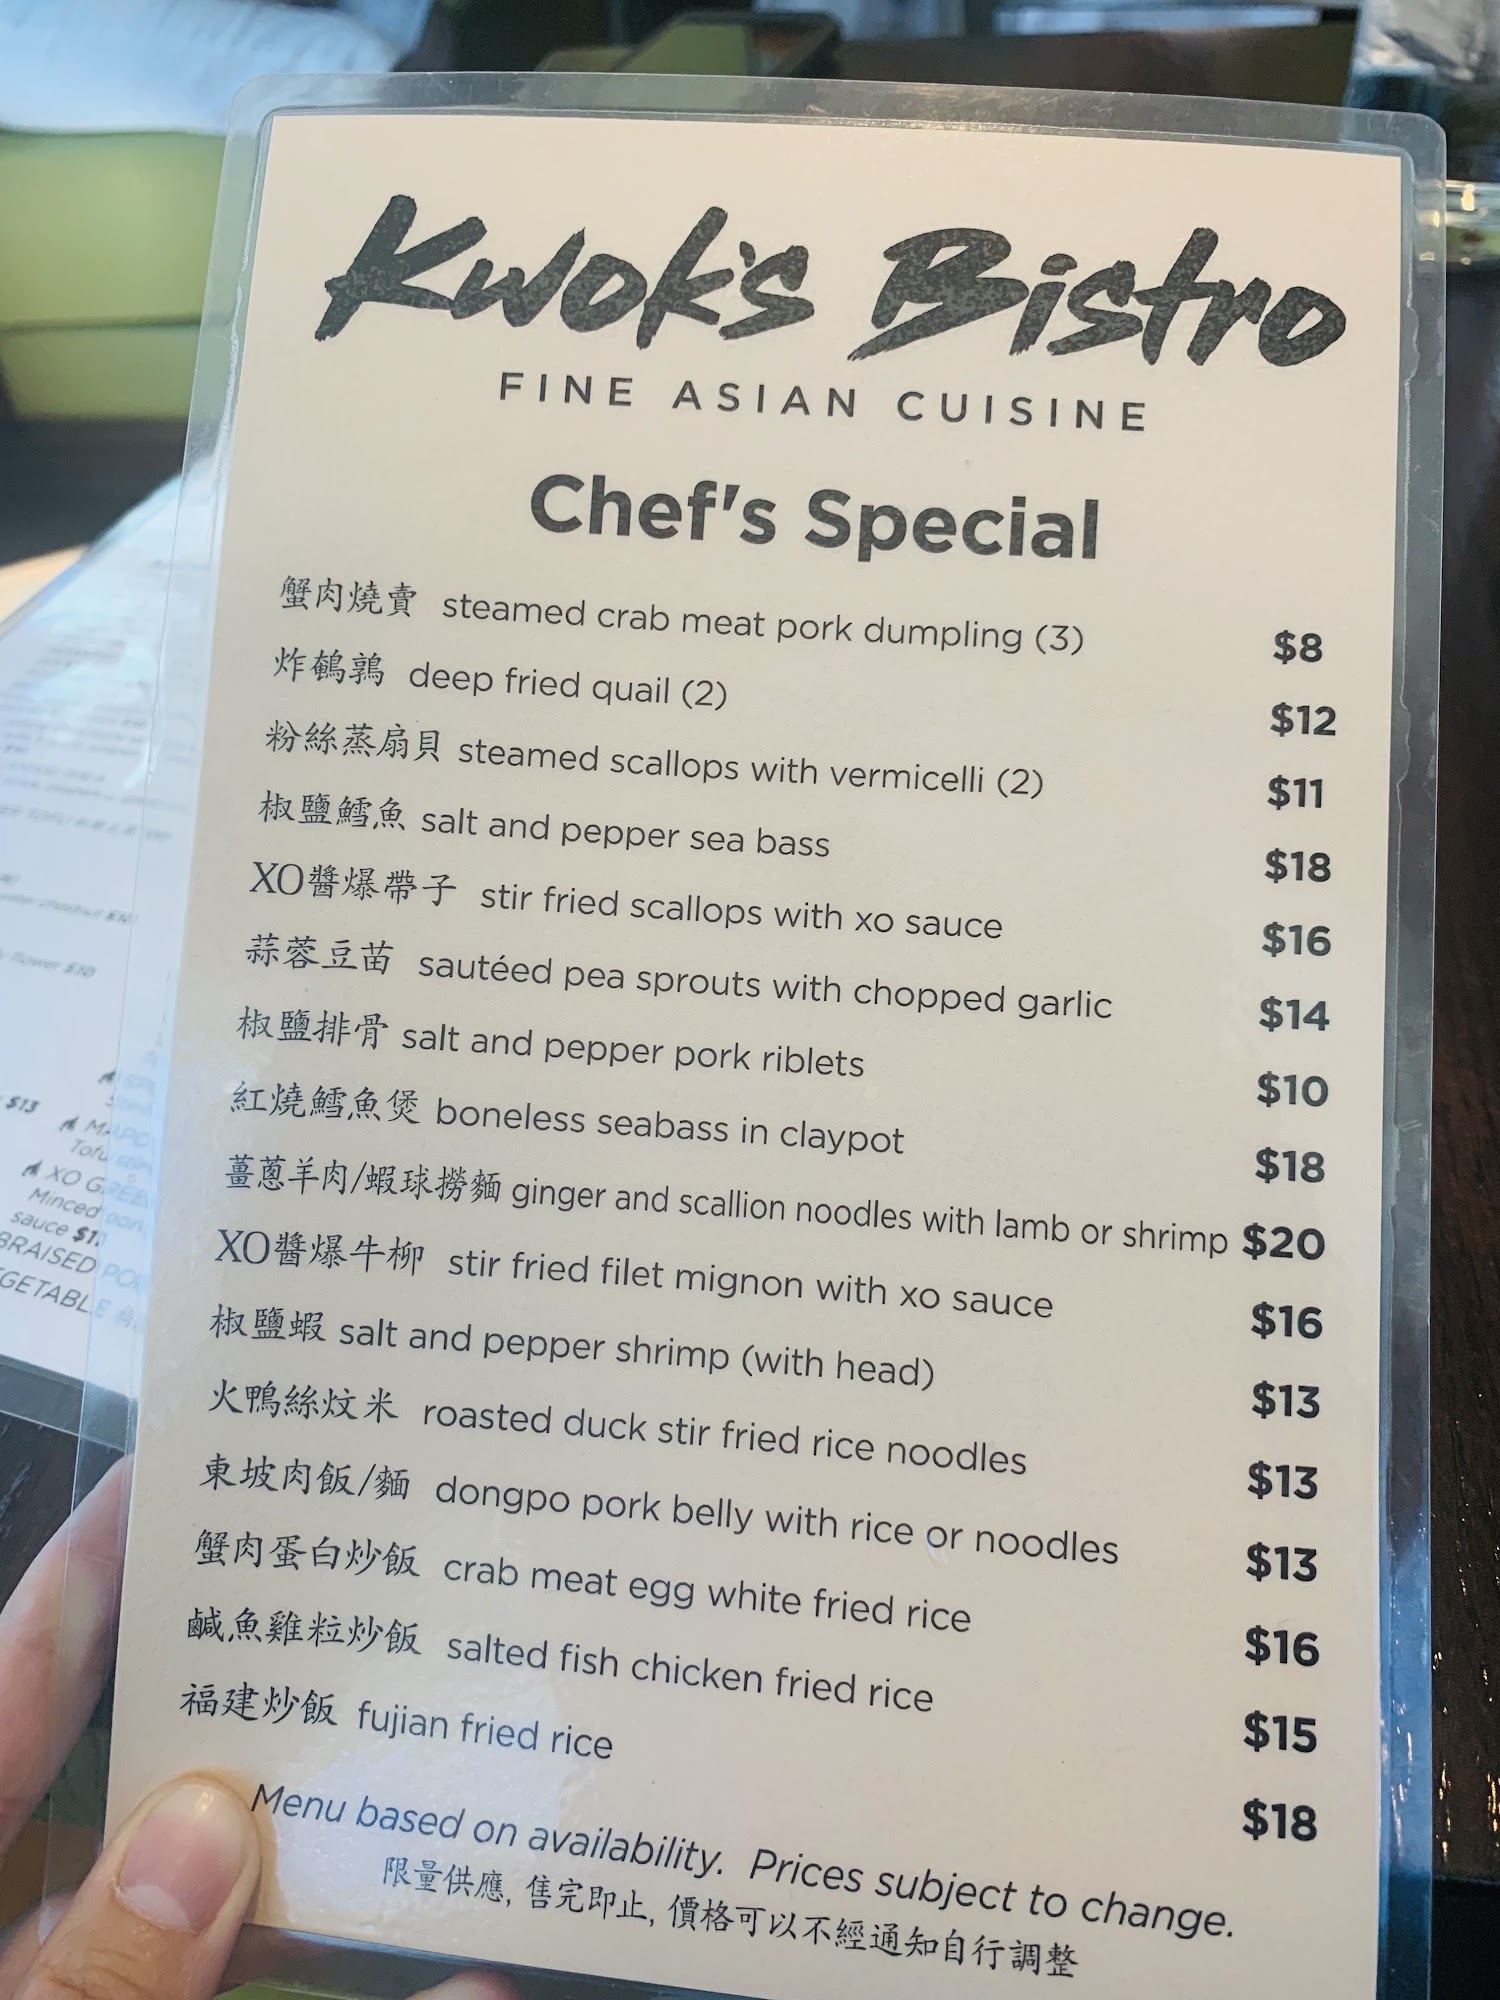 Kwok's Bistro
FINE ASIAN CUISINE
Chef's Special
蟹肉燒賣 steamed crab meat pork dumpling (3) $8
炸鵪鶉 deep fried quail (2) $12
粉絲蒸扇貝 steamed scallops with vermicelli (2) $11
椒鹽鱈魚 salt and pepper sea bass $18
XO醬爆帶子 stir fried scallops with xo sauce $16
蒜蓉豆苗 sautéed pea sprouts with chopped garlic $14
椒鹽排骨 salt and pepper pork riblets $10
紅燒鱈魚煲 boneless seabass in claypot $18
薑蔥羊肉/蝦球撈麵 ginger and scallion noodles with lamb or shrimp $20
XO醬爆牛柳 stir fried filet mignon with xo sauce $16
椒鹽蝦 salt and pepper shrimp (with head) $13
火鴨絲炆米 roasted duck stir fried rice noodles $13
東坡肉飯/麵 dongpo pork belly with rice or noodles $13
蟹肉蛋白炒飯 crab meat egg white fried rice $16
鹹魚雞粒炒飯 salted fish chicken fried rice $15
福建炒飯 fujian fried rice $18
Menu based on availability. Prices subject to change.
限量供應, 售完即止, 價格可以不經通知自行調整
$13
Tofu
XO
Minced
sauce
BRAISED